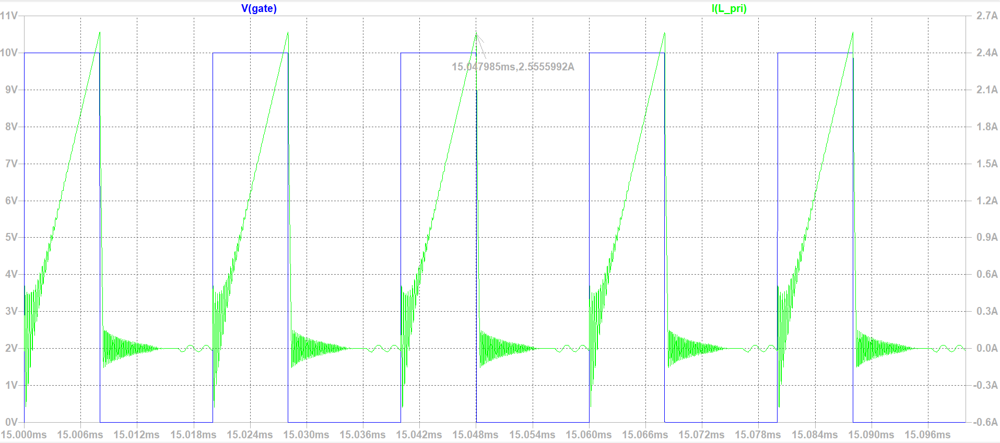 V(gate) I(L_pri)
11V 2.7A
10V 2.4A
15.047985ms,2.5555992A
9V 2.1A
8V 1.8A
7V 1.5A
6V 1.2A
5V 0.9A
4V 0.6A
3V 0.3A
2V 0.0A
1V -0.3A
0V -0.6A
15.000ms 15.006ms 15.012ms 15.018ms 15.024ms 15.030ms 15.036ms 15.042ms 15.048ms 15.054ms 15.060ms 15.066ms 15.072ms 15.078ms 15.084ms 15.090ms 15.096ms